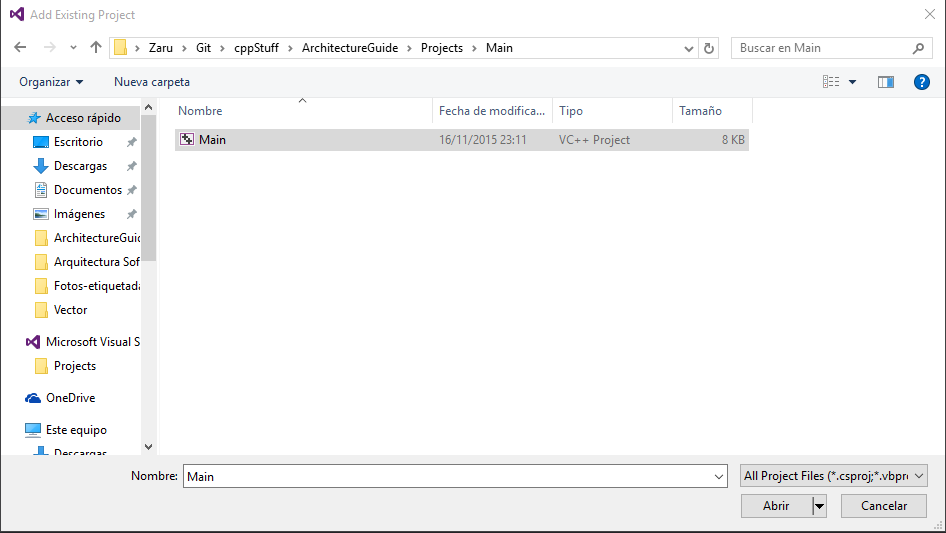 Add Existing Project
Zaru Git cppStuff ArchitectureGuide Projects Main
Buscar en Main
Organizar Nueva carpeta
Nombre Fecha de modifica... Tipo Tamaño
Main 16/11/2015 23:11 VC++ Project 8 KB
Acceso rápido
Escritorio
Descargas
Documentos
Imágenes
ArchitectureGuid
Arquitectura Sof
Fotos-etiquetada
Vector
Microsoft Visual S
Projects
OneDrive
Este equipo
Descargas
Nombre: Main All Project Files (*.csproj;*.vbpro
Abrir Cancelar